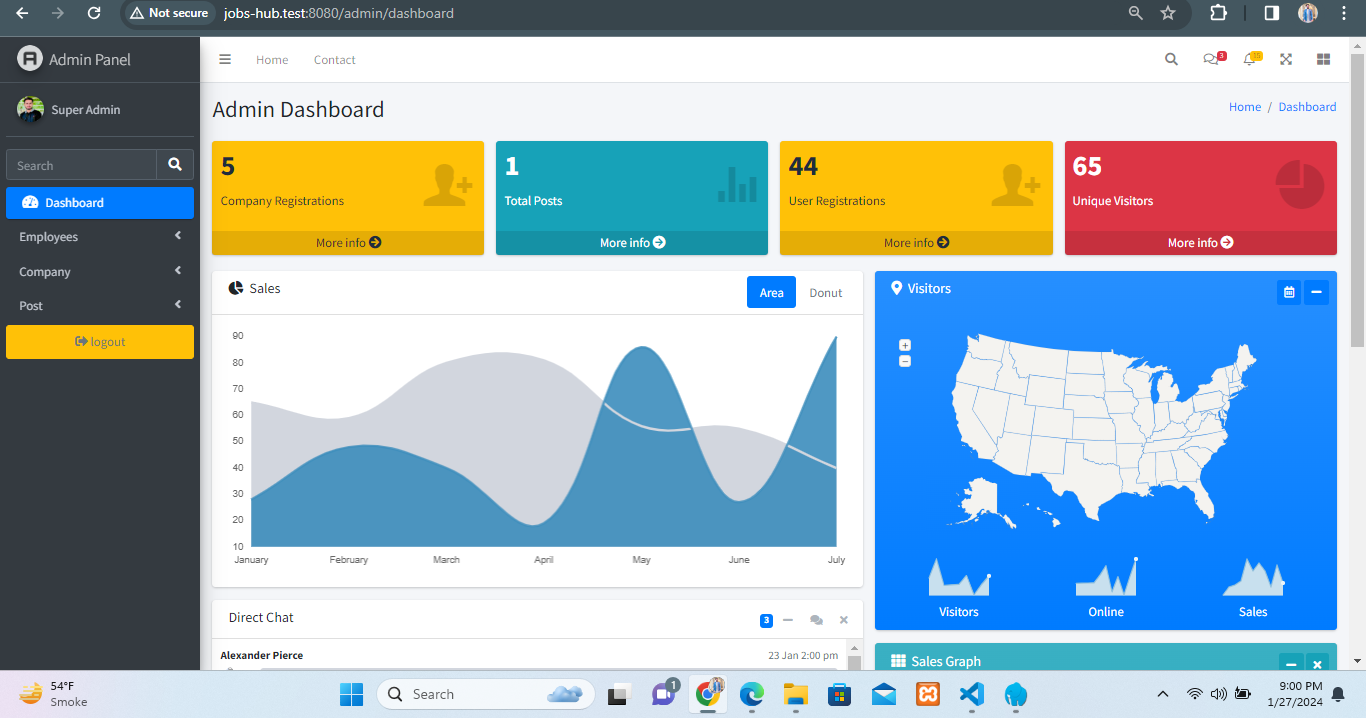 Not secure
jobs-hub.test:8080/admin/dashboard
Admin Panel
Home
Contact
3
15
Super Admin
Search
Dashboard
Employees
Company
Post
logout
Admin Dashboard
Home / Dashboard
5
Company Registrations
More info
1
Total Posts
More info
44
User Registrations
More info
65
Unique Visitors
More info
Sales
Area
Donut
90
80
70
60
50
40
30
20
10
January
February
March
April
May
June
July
Visitors
+
−
Visitors
Online
Sales
Direct Chat
3
Alexander Pierce
23 Jan 2:00 pm
Sales Graph
54°F
Smoke
Search
1
9:00 PM
1/27/2024